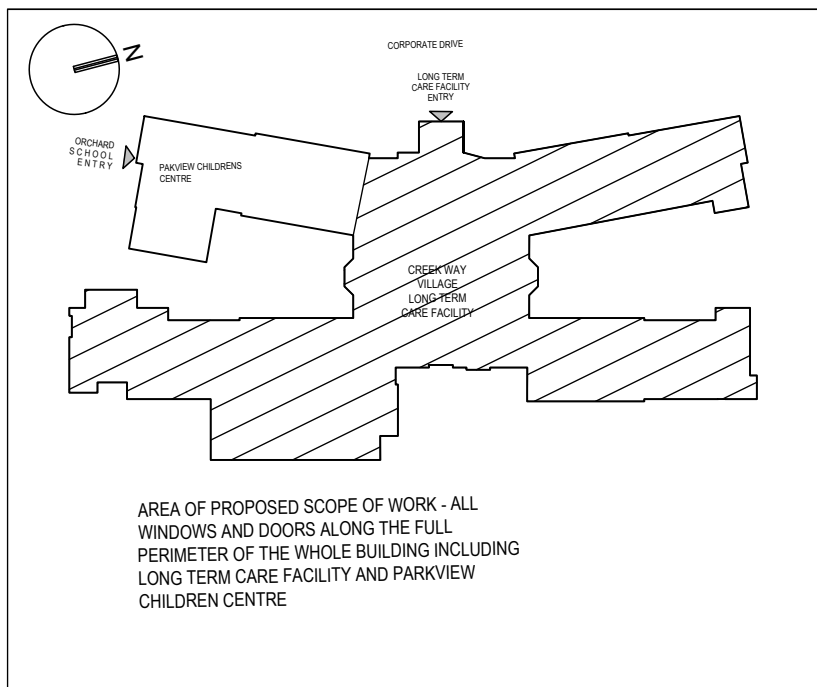 N
CORPORATE DRIVE
LONG TERM
CARE FACILITY
ENTRY
ORCHARD
SCHOOL
ENTRY
PAKVIEW CHILDRENS
CENTRE
CREEK WAY
VILLAGE
LONG TERM
CARE FACILITY
AREA OF PROPOSED SCOPE OF WORK - ALL
WINDOWS AND DOORS ALONG THE FULL
PERIMETER OF THE WHOLE BUILDING INCLUDING
LONG TERM CARE FACILITY AND PARKVIEW
CHILDREN CENTRE